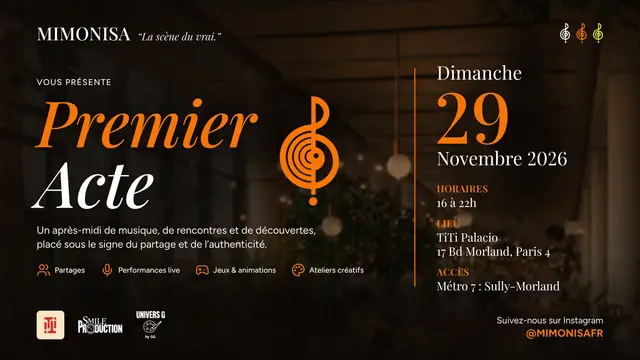 MIMONISA "La scène du vrai."
VOUS PRÉSENTE
Premier
Acte
Un après-midi de musique, de rencontres et de découvertes,
placé sous le signe du partage et de l'authenticité.
Partages
Performances live
Jeux & animations
Ateliers créatifs
SMILE
PRODUCTION
UNIVERS G
by GG.
Dimanche
29
Novembre 2026
HORAIRES
16 à 22h
LIEU
TiTi Palacio
17 Bd Morland, Paris 4
ACCÈS
Métro 7 : Sully-Morland
Suivez-nous sur Instagram
@MIMONISAFR